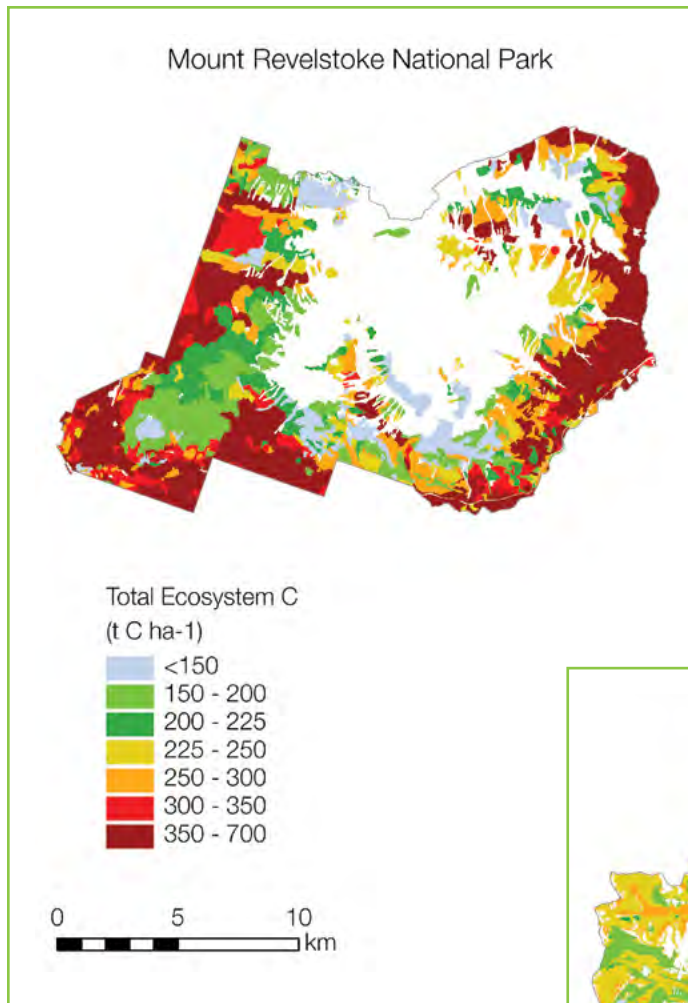 Mount Revelstoke National Park
Total Ecosystem C
(t C ha-1)
<150
150 - 200
200 - 225
225 - 250
250 - 300
300 - 350
350 - 700
0 5 10
km